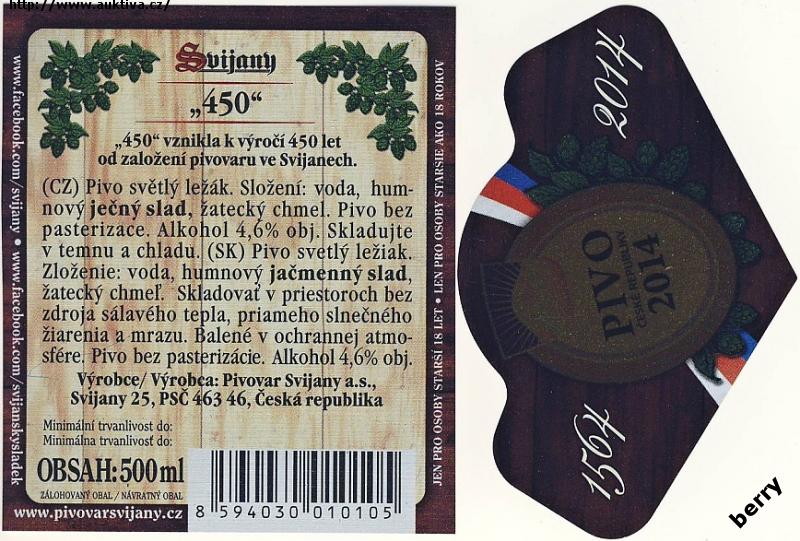 http://www.auktiva.cz/
Svijany
„450“
„450“ vznikla k výročí 450 let
od založení pivovaru ve Svijanech.
(CZ) Pivo světlý ležák. Složení: voda, hum-
nový ječný slad, žatecký chmel. Pivo bez
pasterizace. Alkohol 4,6% obj. Skladujte
v temnu a chladu. (SK) Pivo svetlý ležiak.
Zloženie: voda, humnový jačmenný slad,
žatecký chmeľ. Skladovať v priestoroch bez
zdroja sálavého tepla, priameho slnečného
žiarenia a mrazu. Balené v ochrannej atmo-
sfére. Pivo bez pasterizácie. Alkohol 4,6% obj.
Výrobce/ Výrobca: Pivovar Svijany a.s.,
Svijany 25, PSČ 463 46, Česká republika
Minimální trvanlivost do:
Minimálna trvanlivosť do:
OBSAH: 500 ml
ZÁLOHOVANÝ OBAL / NÁVRATNÝ OBAL
www.pivovarsvijany.cz
8 594030 010105
www.facebook.com/svijany • www.facebook.com/svijanskysladek
JEN PRO OSOBY STARŠÍ 18 LET • LEN PRO OSOBY STARSIE AKO 18 ROKOV
2014
PIVO
ČESKÉ REPUBLIKY
2014
1564
berry